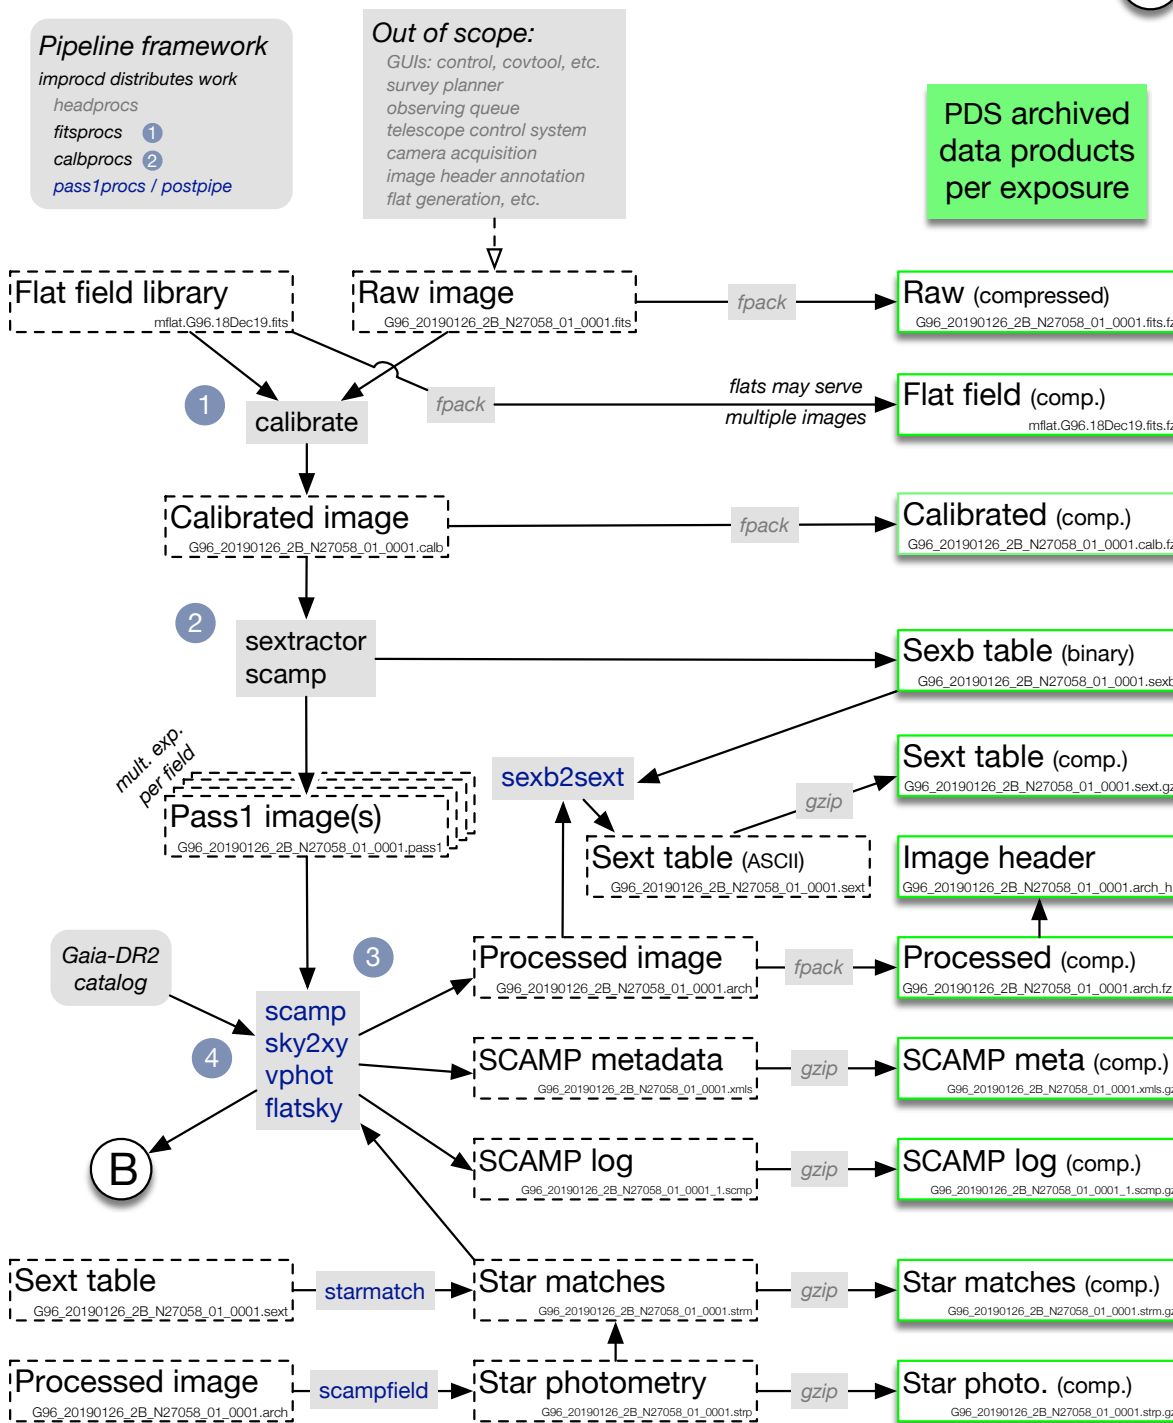 Pipeline framework
improcd distributes work
headprocs
fitsprocs 1
calbprocs 2
pass1procs / postpipe
Out of scope:
GUIs: control, covtool, etc.
survey planner
observing queue
telescope control system
camera acquisition
image header annotation
flat generation, etc.
PDS archived
data products
per exposure
Flat field library
mflat.G96.18Dec19.fits
Raw image
G96_20190126_2B_N27058_01_0001.fits
fpack
Raw (compressed)
G96_20190126_2B_N27058_01_0001.fits.fz
1
calibrate
fpack
flats may serve
multiple images
Flat field (comp.)
mflat.G96.18Dec19.fits.fz
Calibrated image
G96_20190126_2B_N27058_01_0001.calb
fpack
Calibrated (comp.)
G96_20190126_2B_N27058_01_0001.calb.fz
2
sextractor
scamp
Sexb table (binary)
G96_20190126_2B_N27058_01_0001.sexb
mult. exp.
per field
Pass1 image(s)
G96_20190126_2B_N27058_01_0001.pass1
sexb2sext
gzip
Sext table (comp.)
G96_20190126_2B_N27058_01_0001.sext.gz
Sext table (ASCII)
G96_20190126_2B_N27058_01_0001.sext
Image header
G96_20190126_2B_N27058_01_0001.arch_h
Gaia-DR2
catalog
3
Processed image
G96_20190126_2B_N27058_01_0001.arch
fpack
Processed (comp.)
G96_20190126_2B_N27058_01_0001.arch.fz
4
scamp
sky2xy
vphot
flatsky
SCAMP metadata
G96_20190126_2B_N27058_01_0001.xmls
gzip
SCAMP meta (comp.)
G96_20190126_2B_N27058_01_0001.xmls.gz
B
SCAMP log
G96_20190126_2B_N27058_01_0001_1.scmp
gzip
SCAMP log (comp.)
G96_20190126_2B_N27058_01_0001_1.scmp.gz
Sext table
G96_20190126_2B_N27058_01_0001.sext
starmatch
Star matches
G96_20190126_2B_N27058_01_0001.strm
gzip
Star matches (comp.)
G96_20190126_2B_N27058_01_0001.strm.gz
Processed image
G96_20190126_2B_N27058_01_0001.arch
scampfield
Star photometry
G96_20190126_2B_N27058_01_0001.strp
gzip
Star photo. (comp.)
G96_20190126_2B_N27058_01_0001.strp.gz